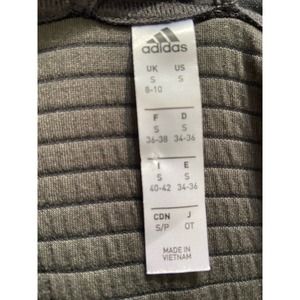 adidas
UK US
S S
8-10
F D
S S
36-38 34-36
I E
S S
40-42 34-36
CDN J
S/P OT
MADE IN
VIETNAM